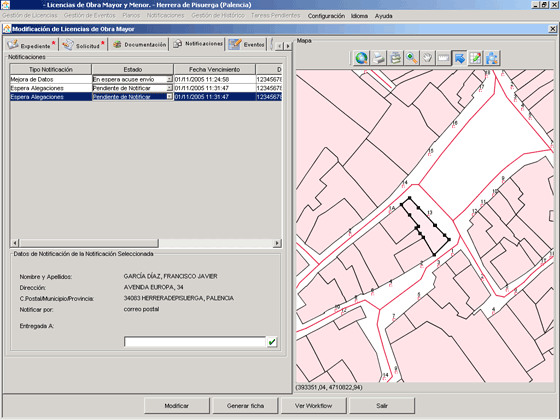 - Licencias de Obra Mayor y Menor. - Herrera de Pisuerga (Palencia)
Gestión de Licencias Gestión de Eventos Planos Notificaciones Gestión de Histórico Tareas Pendientes Configuración Idioma Ayuda
Modificación de Licencias de Obra Mayor
Expediente * Solicitud * Documentación Notificaciones Eventos
Notificaciones
Tipo Notificación Estado Fecha Vencimiento D
Mejora de Datos En espera acuse envío 01/11/2005 11:24:58 12345678
Espera Alegaciones Pendiente de Notificar 01/11/2005 11:31:47 12345678
Espera Alegaciones Pendiente de Notificar 01/11/2005 11:31:47 12345678
Datos de Notificación de la Notificación Seleccionada
Nombre y Apellidos: GARCÍA DÍAZ, FRANCISCO JAVIER
Dirección: AVENIDA EUROPA, 34
C.Postal/Municipio/Provincia: 34083 HERRERADEPISUERGA, PALENCIA
Notificar por: correo postal
Entregada A:
Mapa
(393351,04, 4710822,94)
Modificar Generar ficha Ver Workflow Salir